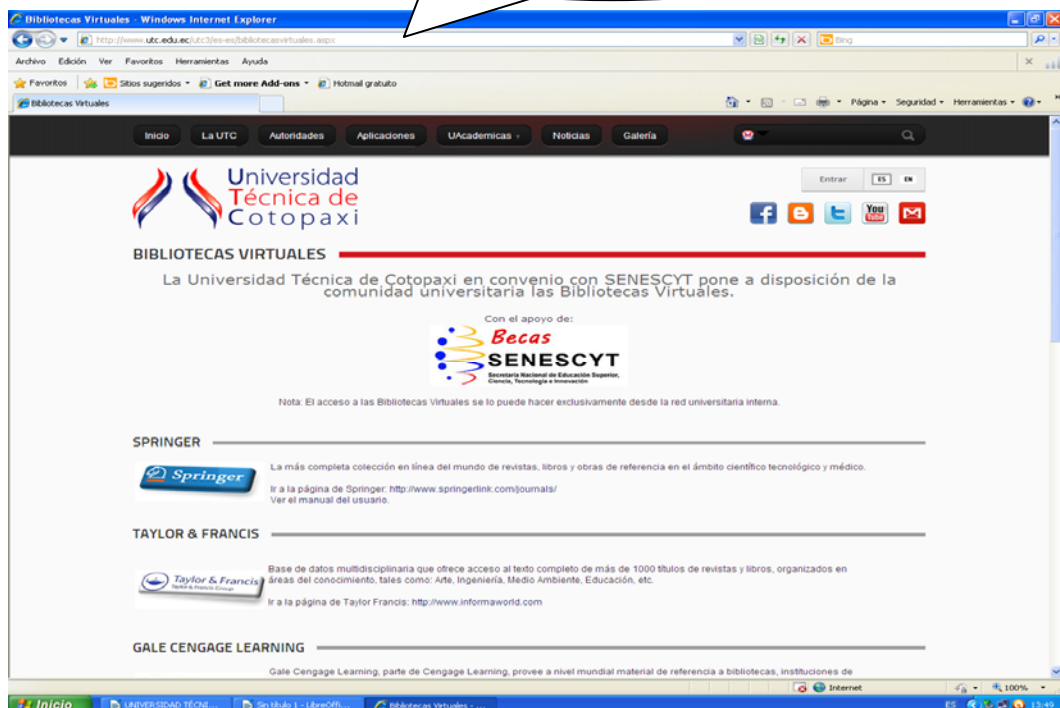 Bibliotecas Virtuales - Windows Internet Explorer
http://www.utc.edu.ec/utc3/es-es/bibliotecasvirtuales.aspx
Bing
Archivo Edición Ver Favoritos Herramientas Ayuda
Favoritos Sitios sugeridos Get more Add-ons Hotmail gratuito
Bibliotecas Virtuales Página Seguridad Herramientas
Inicio La UTC Autoridades Aplicaciones UAcademicas Noticias Galería
Universidad
Técnica de
Cotopaxi
Entrar ES EN
You Tube
BIBLIOTECAS VIRTUALES
La Universidad Técnica de Cotopaxi en convenio con SENESCYT pone a disposición de la
comunidad universitaria las Bibliotecas Virtuales.
Con el apoyo de:
Becas
SENESCYT
Secretaría Nacional de Educación Superior,
Ciencia, Tecnología e Innovación
Nota: El acceso a las Bibliotecas Virtuales se lo puede hacer exclusivamente desde la red universitaria interna.
SPRINGER
Springer
La más completa colección en línea del mundo de revistas, libros y obras de referencia en el ámbito científico tecnológico y médico.
Ir a la página de Springer: http://www.springerlink.com/journals/
Ver el manual del usuario.
TAYLOR & FRANCIS
Taylor & Francis
Taylor & Francis Group
Base de datos multidisciplinaria que ofrece acceso al texto completo de más de 1000 títulos de revistas y libros, organizados en
áreas del conocimiento, tales como: Arte, Ingeniería, Medio Ambiente, Educación, etc.
Ir a la página de Taylor Francis: http://www.informaworld.com
GALE CENGAGE LEARNING
Gale Cengage Learning, parte de Cengage Learning, provee a nivel mundial material de referencia a bibliotecas, instituciones de
Internet 100%
Inicio UNIVERSIDAD TÉCNI... Sin título 1 - LibreOffi... Bibliotecas Virtuales - ... ES 13:49